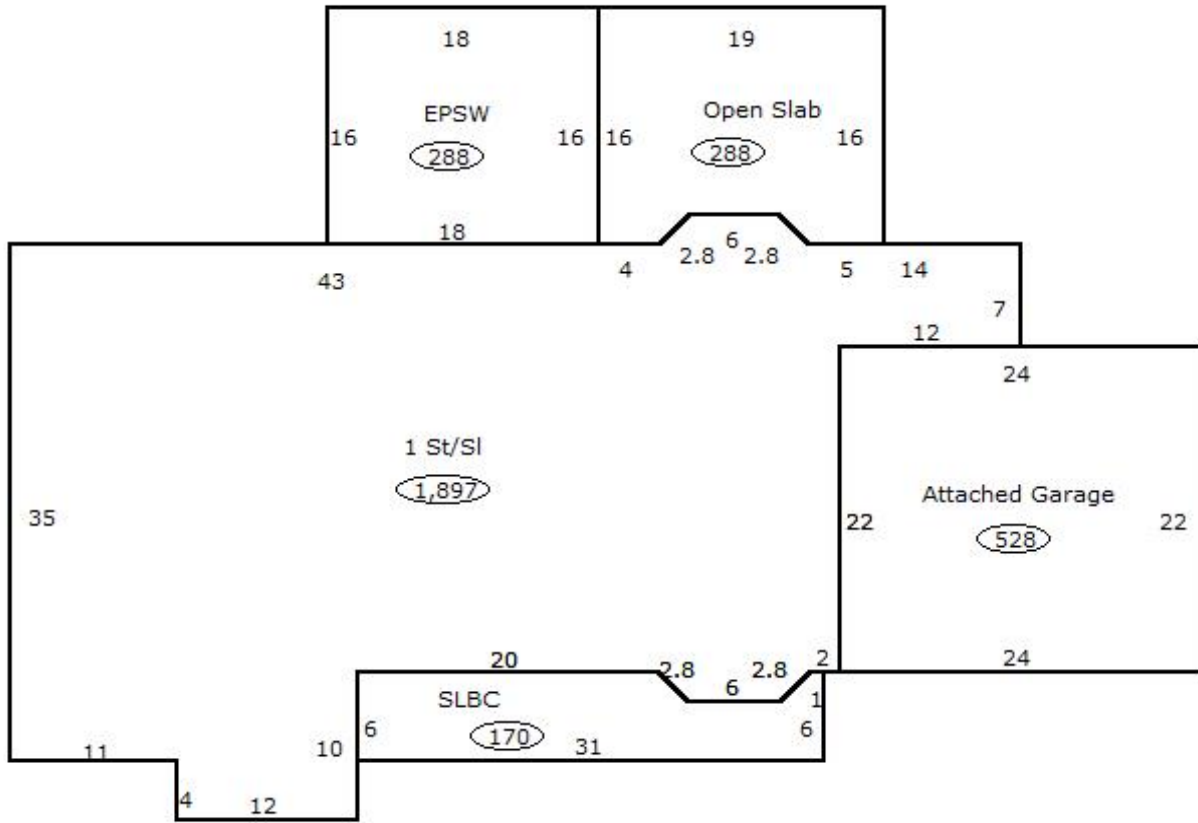 18 19
EPSW Open Slab
16 16 16 16
288 288
18 6
2.8 2.8
43 4 5 14
7
12
24
1 St/Sl
1,897 Attached Garage
35 22 22
528
20 2.8 2.8 2 24
6
SLBC 1
6 170 6
11 10 31
4 12